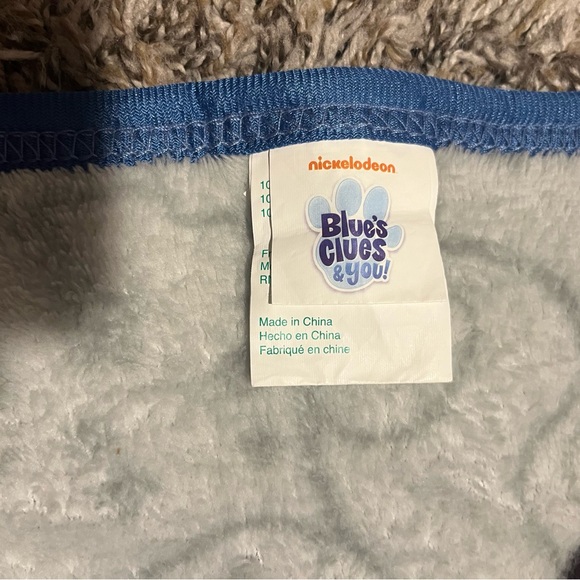 nickelodeon
Blue's
Clues
& YOU!
Made in China
Hecho en China
Fabriqué en chine